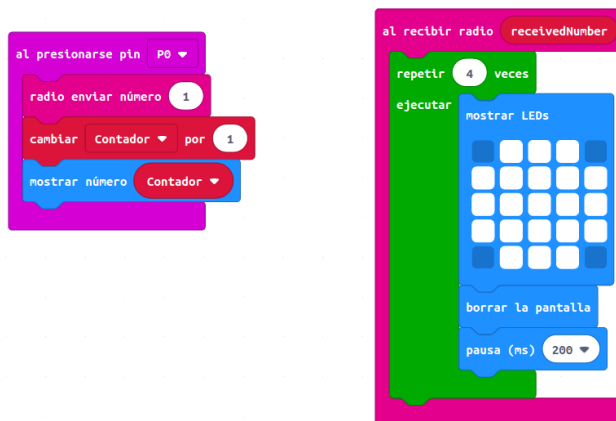 al presionarse pin P0
radio enviar número 1
cambiar Contador por 1
mostrar número Contador
al recibir radio receivedNumber
repetir 4 veces
ejecutar
mostrar LEDs
borrar la pantalla
pausa (ms) 200